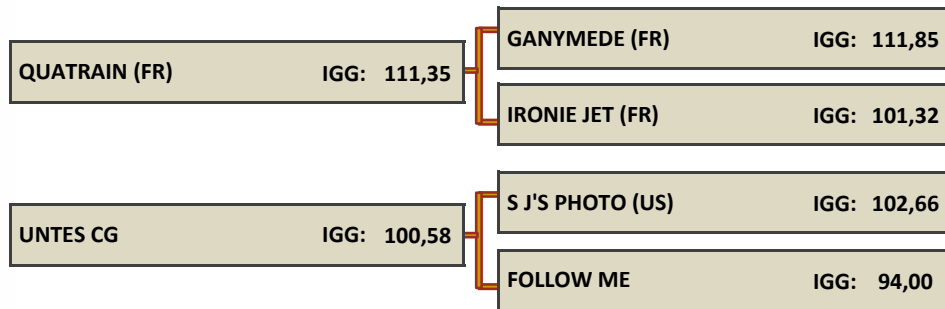 GANYMEDE (FR) IGG: 111,85
QUATRAIN (FR) IGG: 111,35
IRONIE JET (FR) IGG: 101,32
S J'S PHOTO (US) IGG: 102,66
UNTES CG IGG: 100,58
FOLLOW ME IGG: 94,00